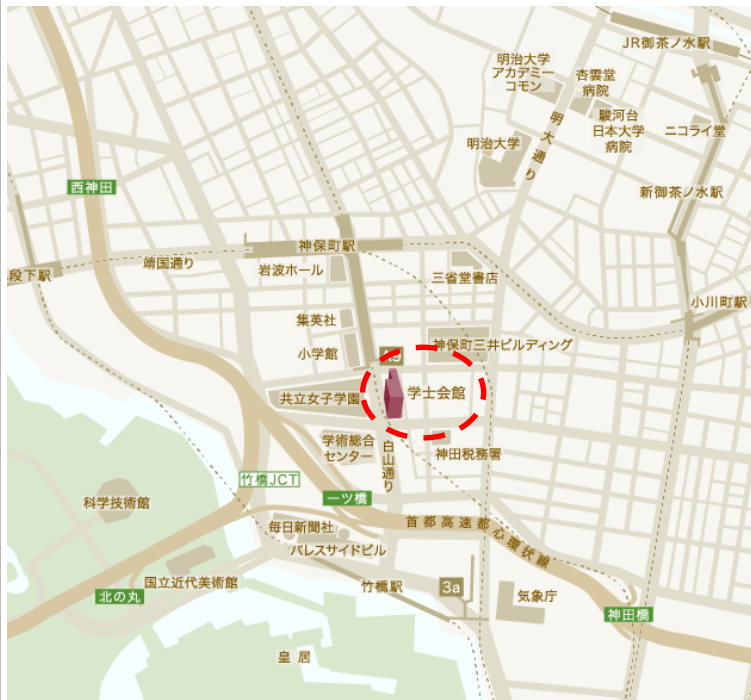 JR御茶ノ水駅
明治大学
アカデミー
コモン
杏雲堂
病院
駿河台
日本大学
病院
ニコライ堂
明大通り
明治大学
西神田
新御茶ノ水駅
神保町駅
靖国通り
岩波ホール
三省堂書店
段下駅
小川町駅
集英社
小学館
神保町三井ビルディング
共立女子学園
学士会館
学術総合
センター
白山通り
神田税務署
竹橋JCT
一ツ橋
科学技術館
毎日新聞社
首都高速都心環状線
パレスサイドビル
国立近代美術館
竹橋駅
3a
北の丸
気象庁
神田橋
皇居